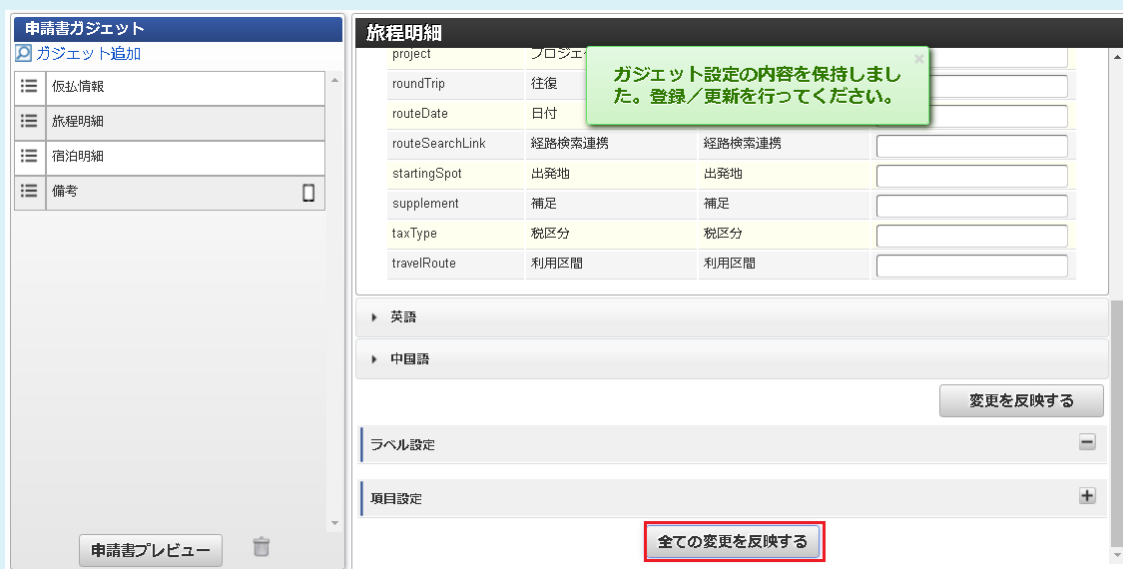 申請書ガジェット
ガジェット追加
仮払情報
旅程明細
宿泊明細
備考
申請書プレビュー
旅程明細
project
ガジェット設定の内容を保持しました。登録／更新を行ってください。
roundTrip 往復
routeDate 日付
routeSearchLink 経路検索連携 経路検索連携
startingSpot 出発地 出発地
supplement 補足 補足
taxType 税区分 税区分
travelRoute 利用区間 利用区間
英語
中国語
変更を反映する
ラベル設定
項目設定
全ての変更を反映する